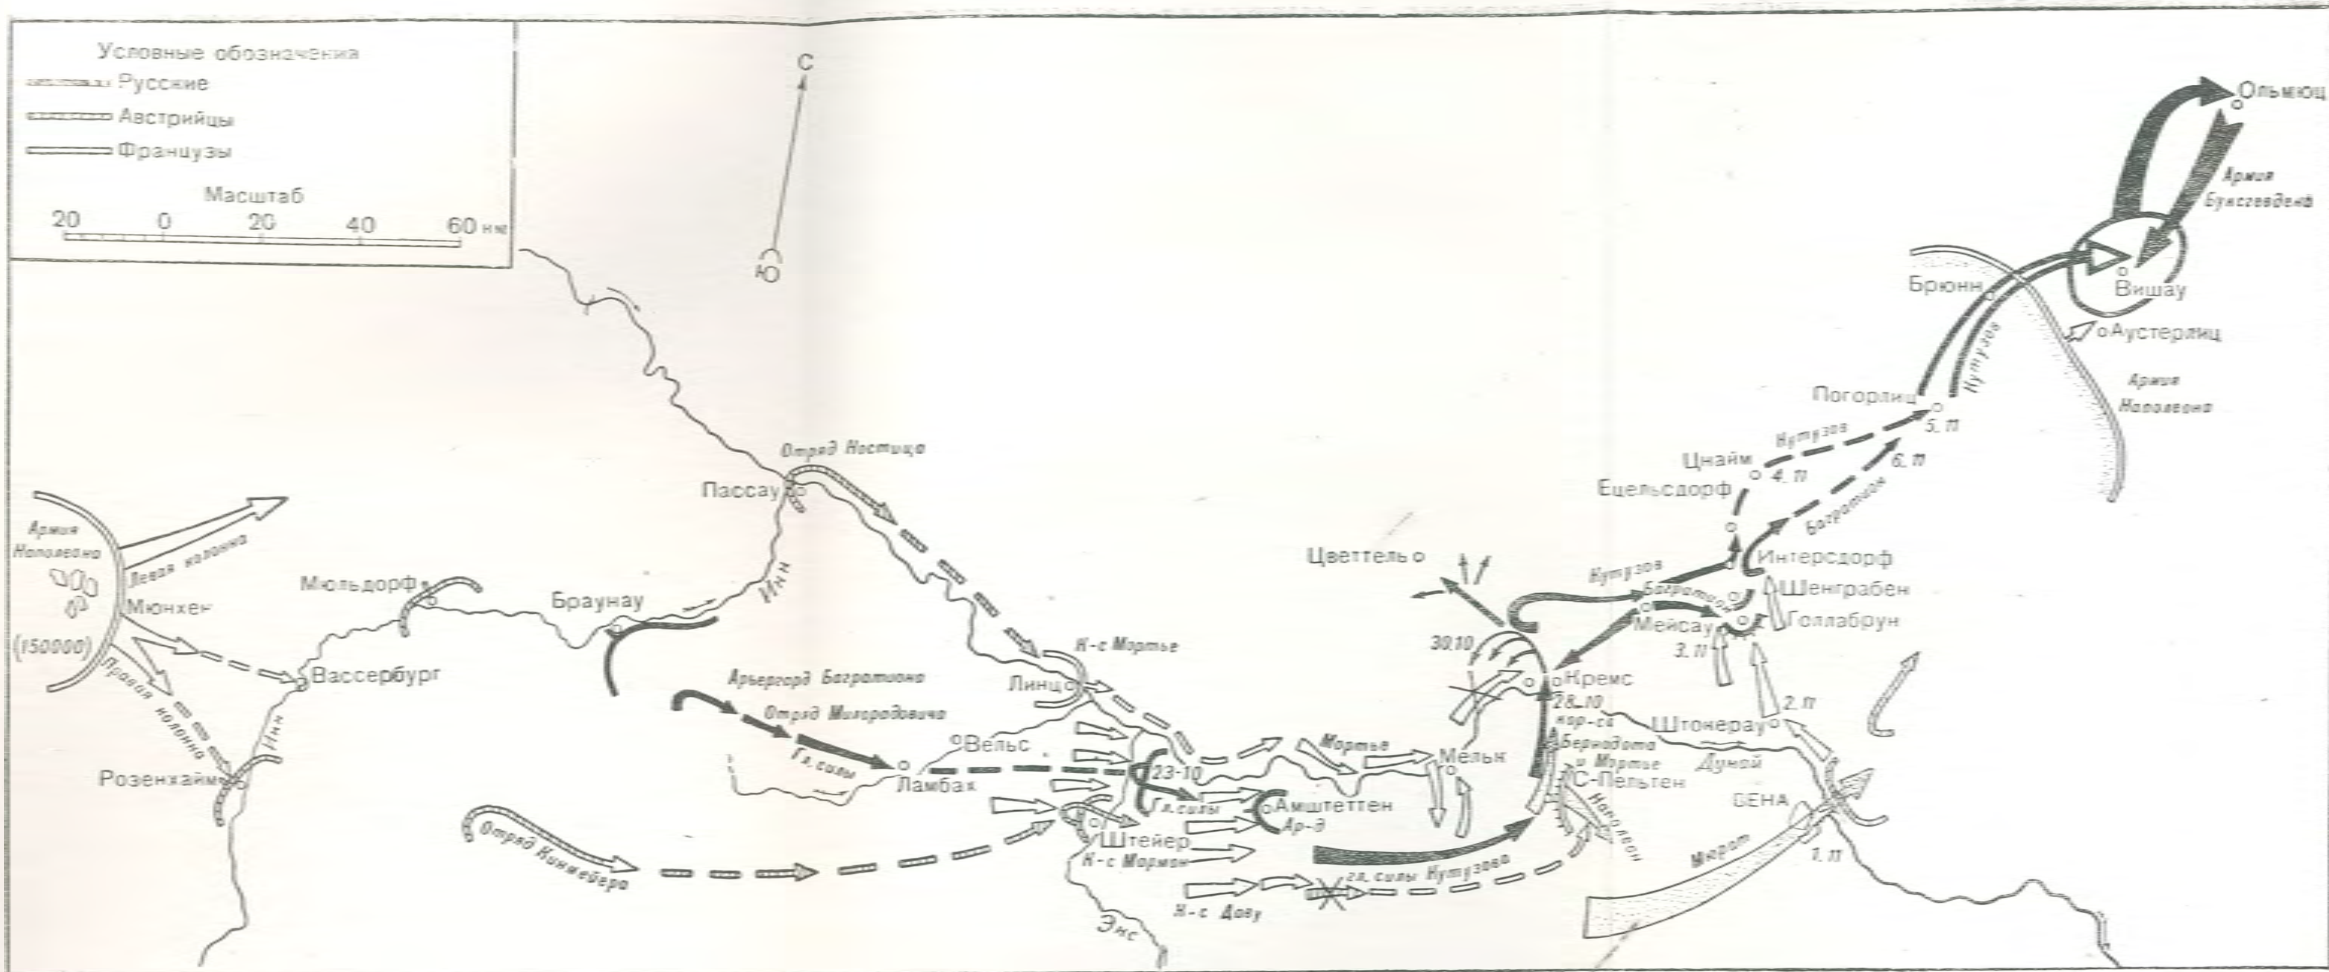 Условные обозначения
Русские
Австрийцы
Французы
Масштаб
20 0 20 40 60 км
С
Ю
Ольмюц
Армия
Буксгевдена
Брюнн
Вишау
Аустерлиц
Кутузов
Армия
Наполеона
Погорлиц
5.11
Кутузов
6.11
Цнайм
4.11
Ецельсдорф
Багратион
Отряд Ностица
Пассау
Армия
Наполеона
Левая колонна
Мюнхен
(150000)
Правая колонна
Мюльдорф
Браунау
Инн
Вассербург
Инн
Розенхайм
Цветтель
Кутузов
Интерсдорф
Багратион
Шенграбен
Мейсау
Голлабрун
3.11
30.10
К-с Мортье
Линц
Арьергард Багратиона
Отряд Милорадовича
Гл. силы
Вельс
Ламбах
Кремс
28.10
кор-са
Бернадота
и Мортье
2.11
Штокерау
Дунай
Мортье
Мельк
23-10
Гл. силы
Амштеттен
Ар-д
С-Пельтен
Наполеон
ВЕНА
Мюрат
1.11
Отряд Кинмейера
Штейер
К-с Мармон
гл. силы Кутузова
К-с Даву
Энс